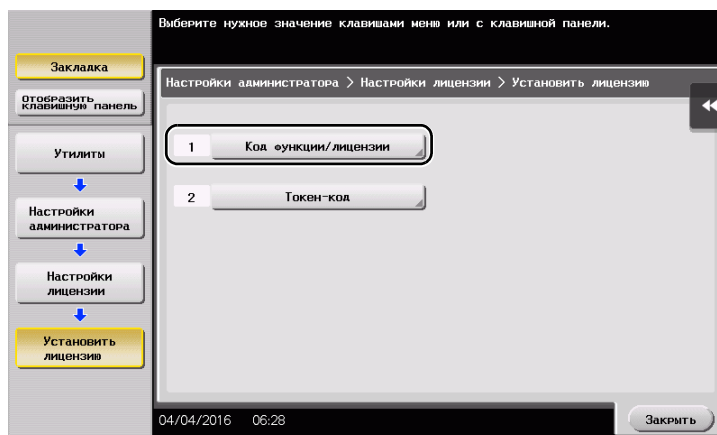 Выберите нужное значение клавишами меню или с клавишной панели.
Закладка
Отобразить
клавишную панель
Настройки администратора > Настройки лицензии > Установить лицензию
1 Код функции/лицензии
2 Токен-код
Утилиты
Настройки
администратора
Настройки
лицензии
Установить
лицензию
04/04/2016 06:28
Закрыть